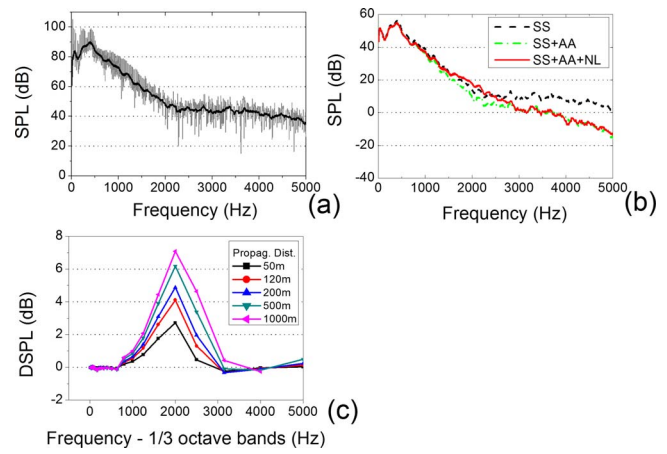 100
80
60
40
20
0
SPL (dB)
0 1000 2000 3000 4000 5000
Frequency (Hz)
(a)
60
40
20
0
-20
-40
SPL (dB)
SS
SS+AA
SS+AA+NL
0 1000 2000 3000 4000 5000
Frequency (Hz)
(b)
8
6
4
2
0
-2
DSPL (dB)
Propag. Dist.
50m
120m
200m
500m
1000m
0 1000 2000 3000 4000 5000
Frequency - 1/3 octave bands (Hz)
(c)